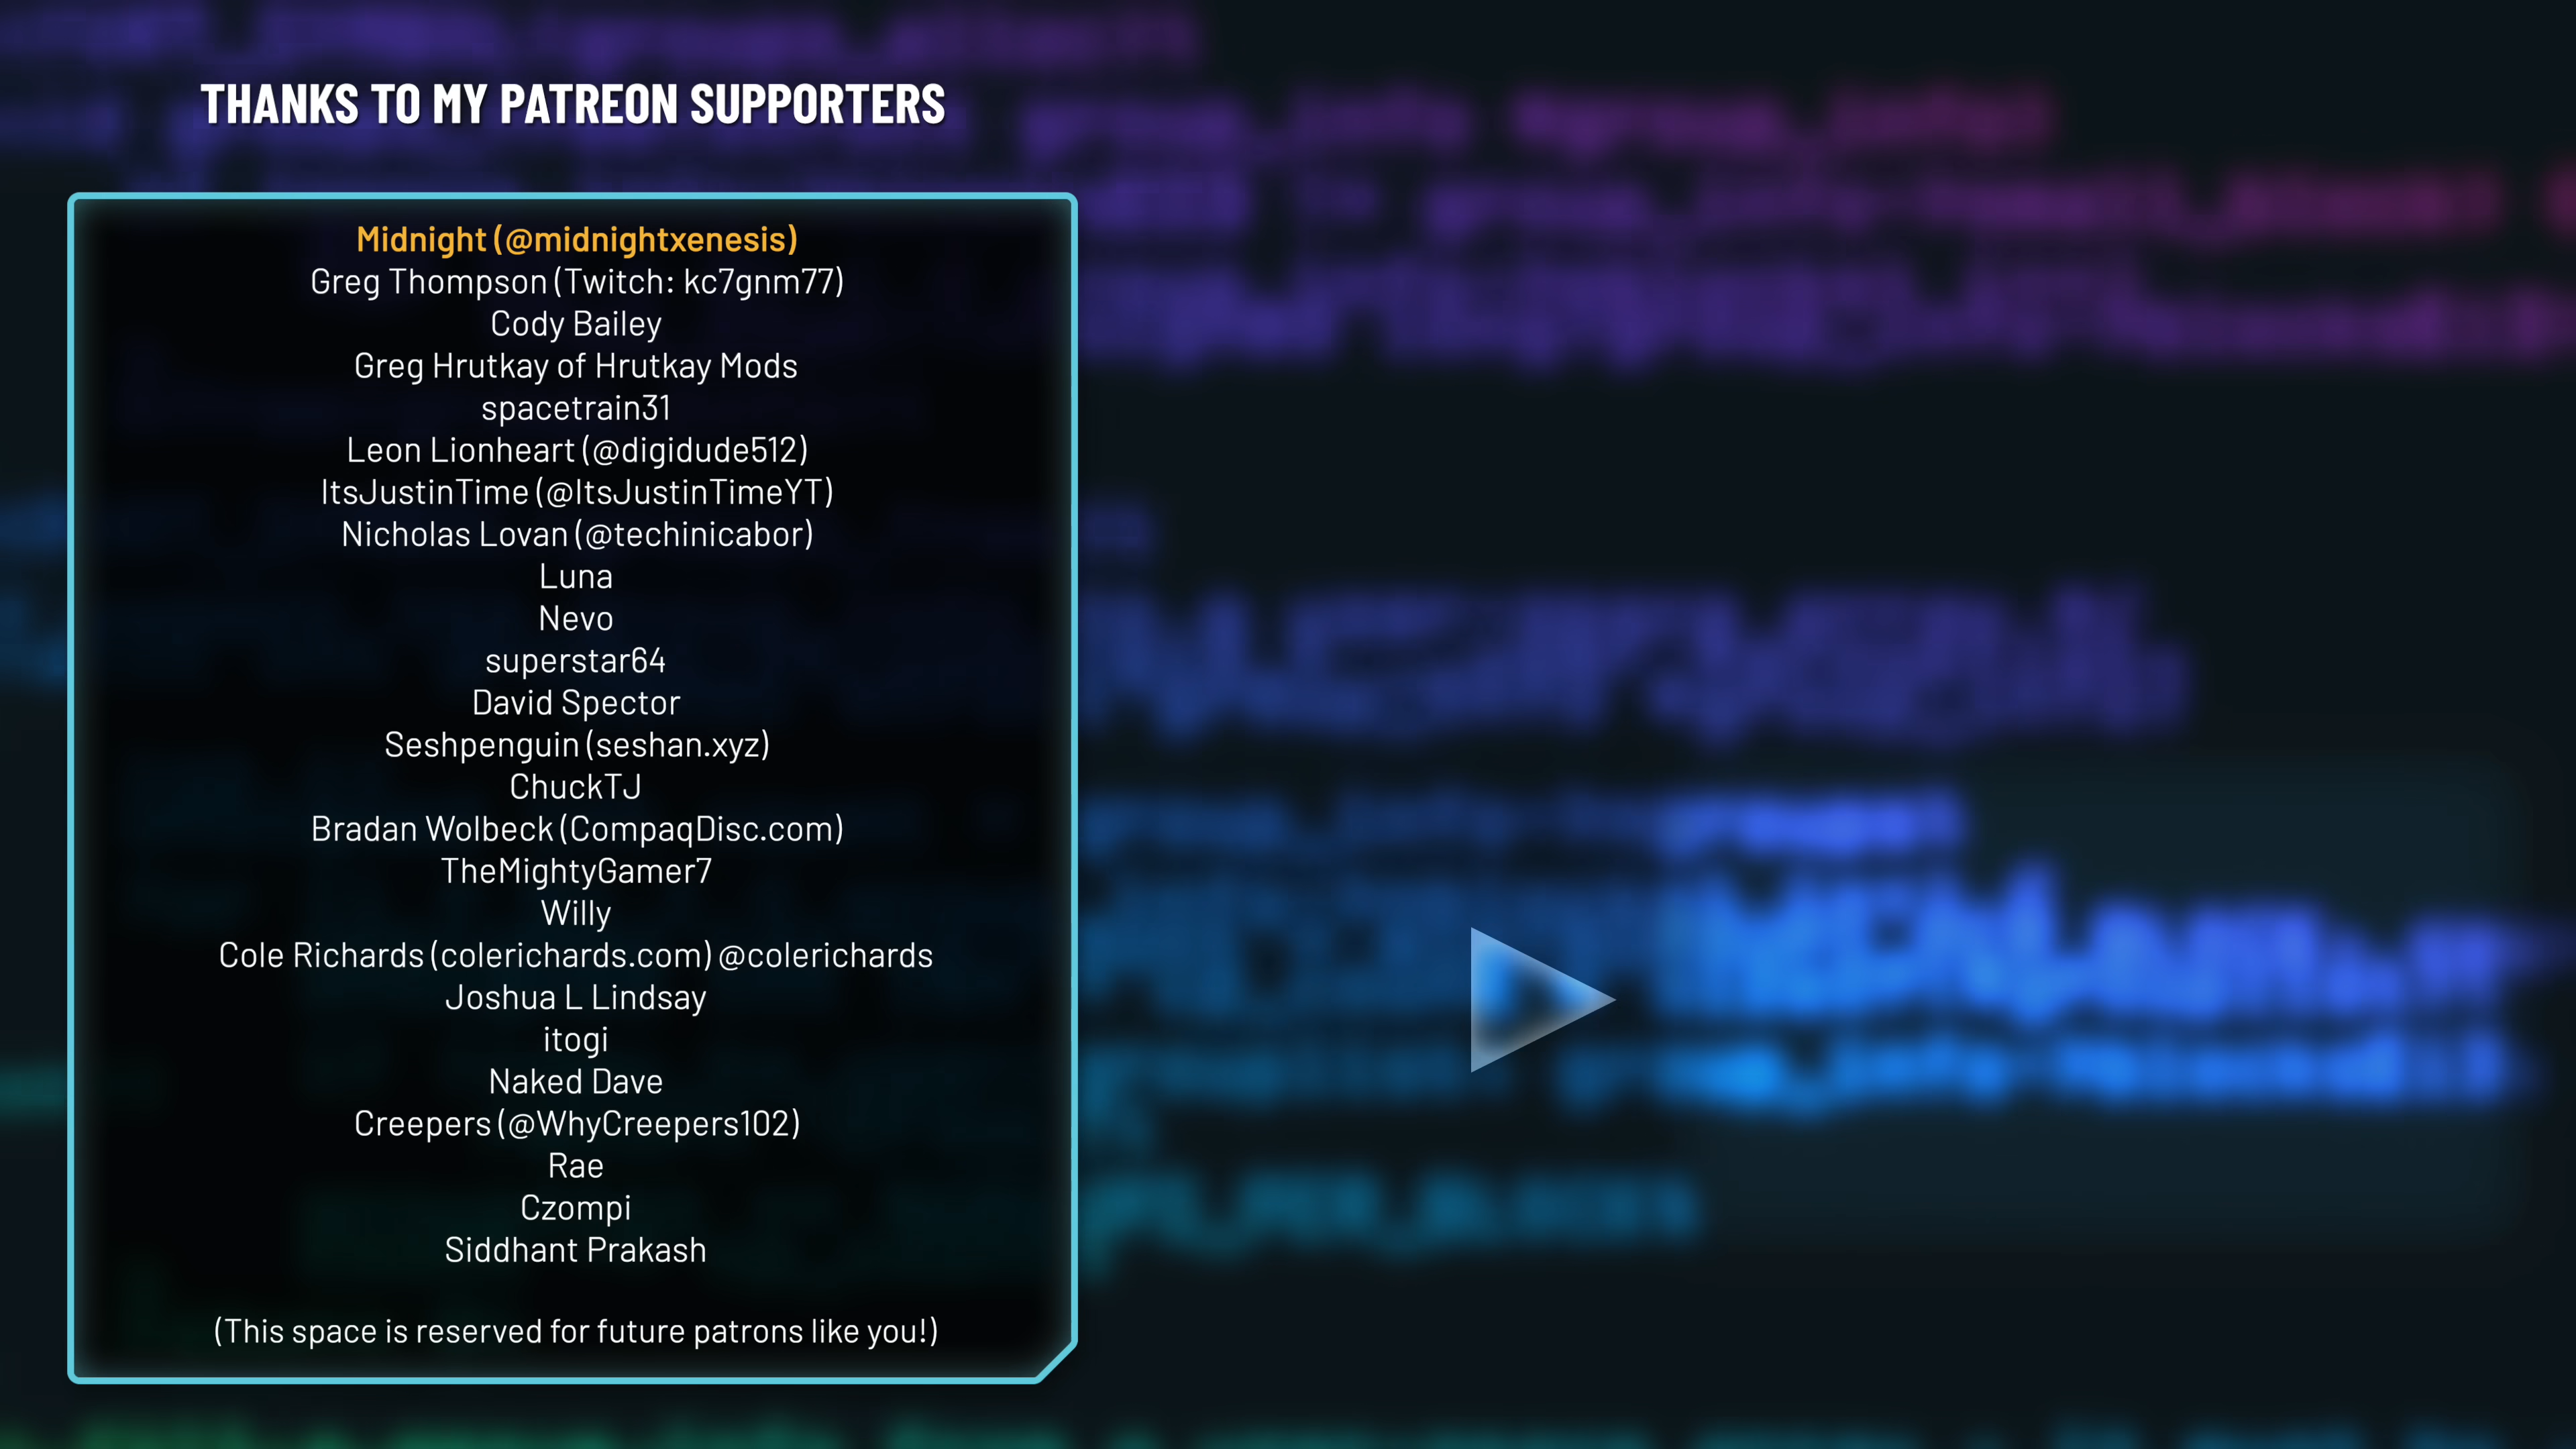 THANKS TO MY PATREON SUPPORTERS
Midnight (@midnightxenesis)
Greg Thompson (Twitch: kc7gnm77)
Cody Bailey
Greg Hrutkay of Hrutkay Mods
spacetrain31
Leon Lionheart (@digidude512)
ItsJustinTime (@ItsJustinTimeYT)
Nicholas Lovan (@techinicabor)
Luna
Nevo
superstar64
David Spector
Seshpenguin (seshan.xyz)
ChuckTJ
Bradan Wolbeck (CompaqDisc.com)
TheMightyGamer7
Willy
Cole Richards (colerichards.com) @colerichards
Joshua L Lindsay
itogi
Naked Dave
Creepers (@WhyCreepers102)
Rae
Czompi
Siddhant Prakash
(This space is reserved for future patrons like you!)